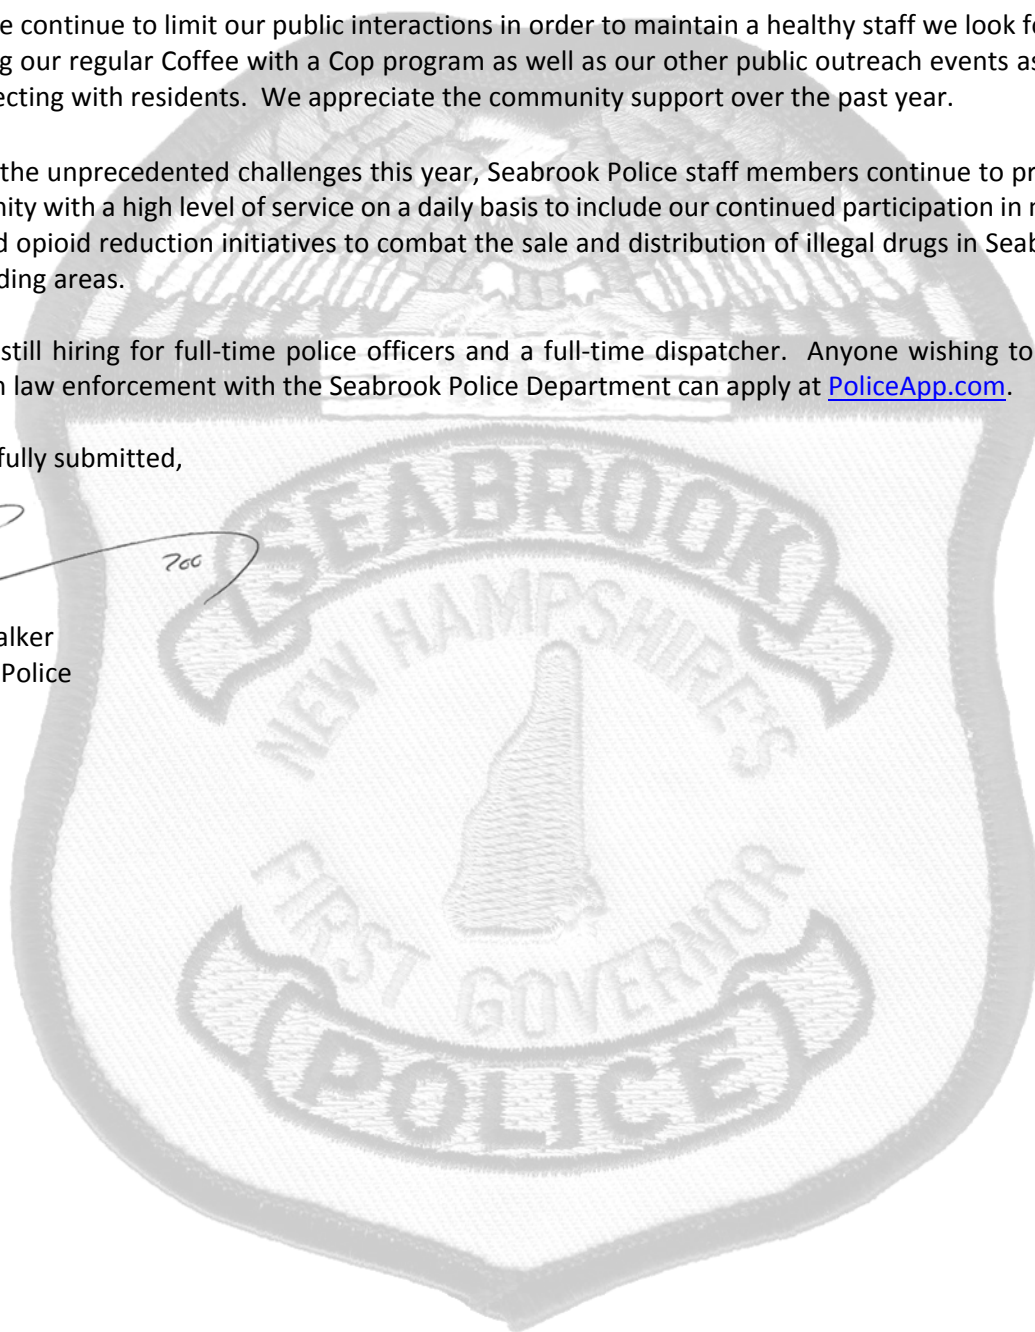 e continue to limit our public interactions in order to maintain a healthy staff we look fo
g our regular Coffee with a Cop program as well as our other public outreach events as
ecting with residents.  We appreciate the community support over the past year.
the unprecedented challenges this year, Seabrook Police staff members continue to pr
nity with a high level of service on a daily basis to include our continued participation in
d opioid reduction initiatives to combat the sale and distribution of illegal drugs in Seab
ding areas.
still hiring for full-time police officers and a full-time dispatcher.  Anyone wishing to
n law enforcement with the Seabrook Police Department can apply at PoliceApp.com.
fully submitted,
700
alker
Police
SEABROOK
NEW HAMPSHIRE'S
FIRST GOVERNOR
POLICE